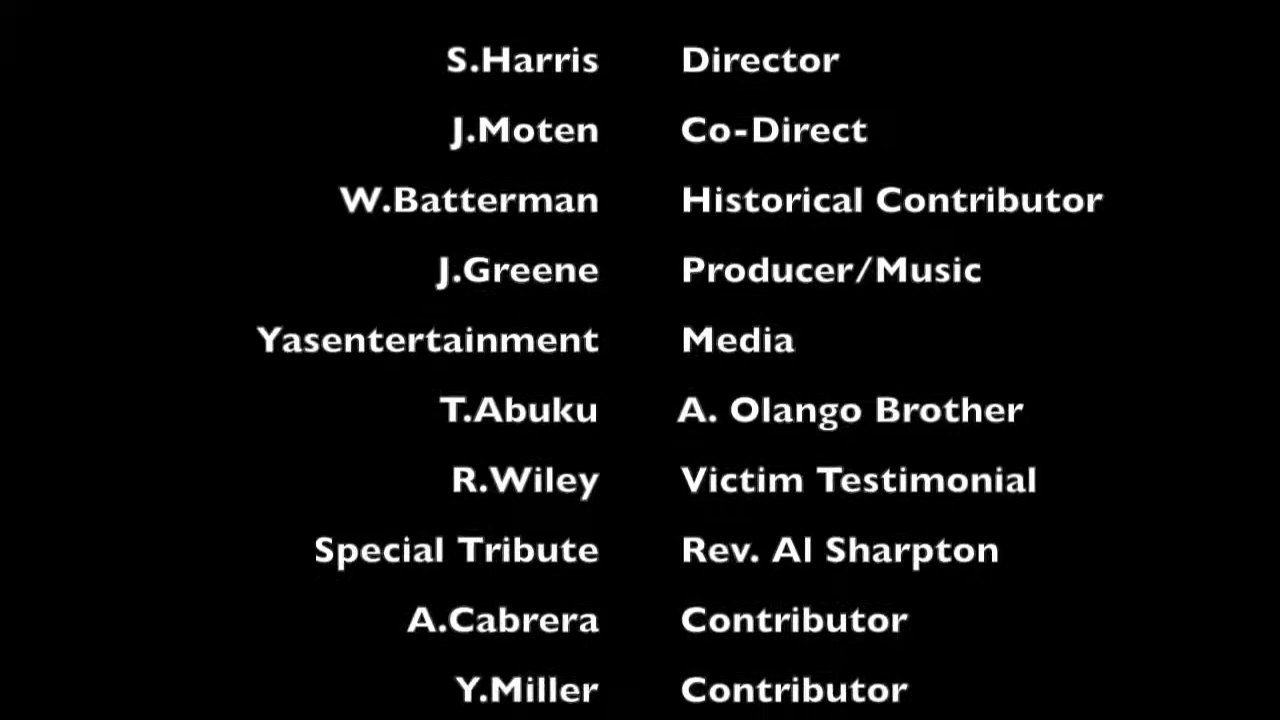 S.Harris Director
J.Moten Co-Direct
W.Batterman Historical Contributor
J.Greene Producer/Music
Yasentertainment Media
T.Abuku A. Olango Brother
R.Wiley Victim Testimonial
Special Tribute Rev. Al Sharpton
A.Cabrera Contributor
Y.Miller Contributor